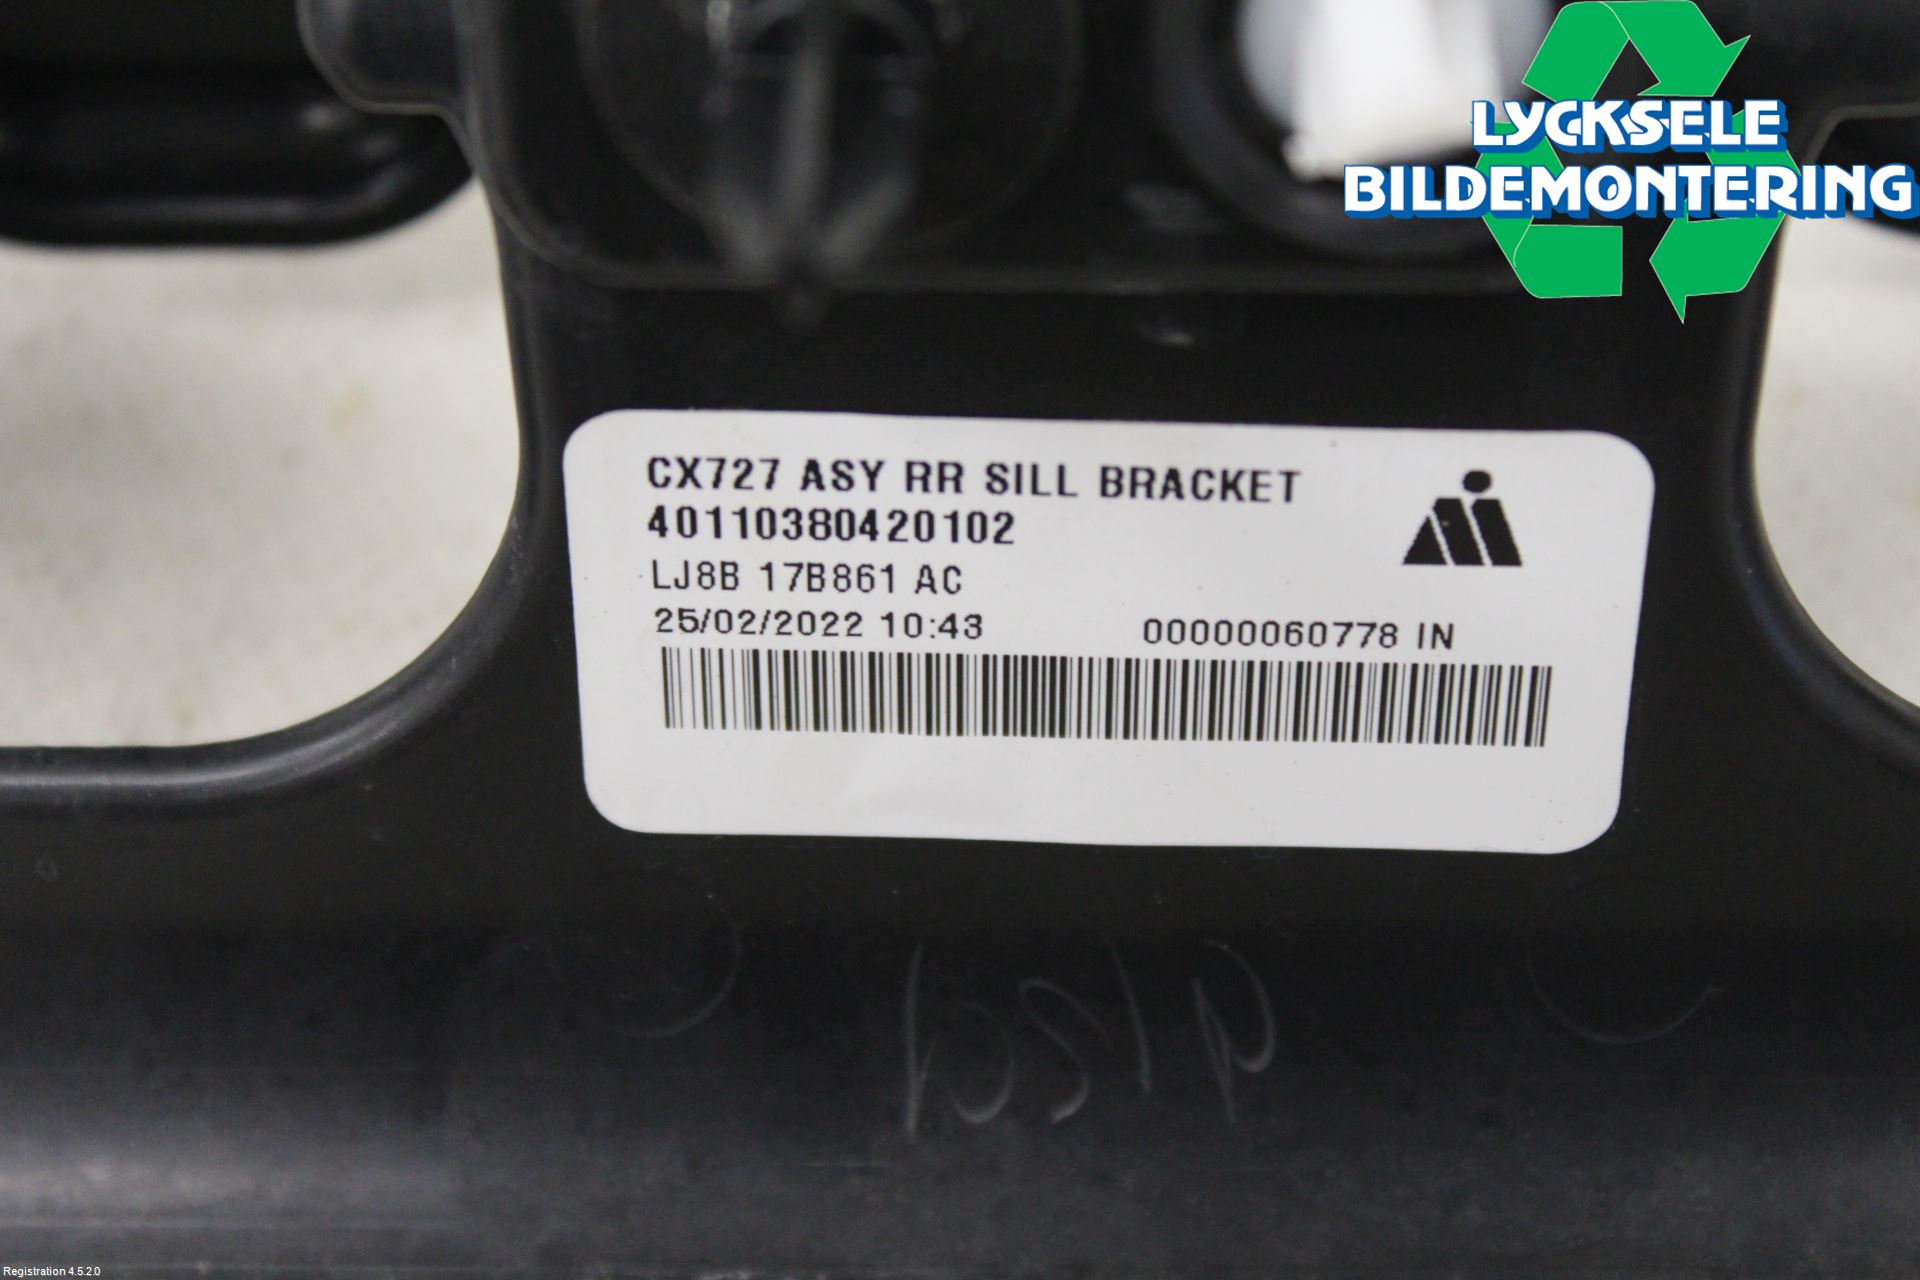 LYCKSELE
BILDEMONTERING
CX727 ASY RR SILL BRACKET
40110380420102
LJ8B 17B861 AC
25/02/2022 10:43
00000060778 IN
Registration 4.5.2.0